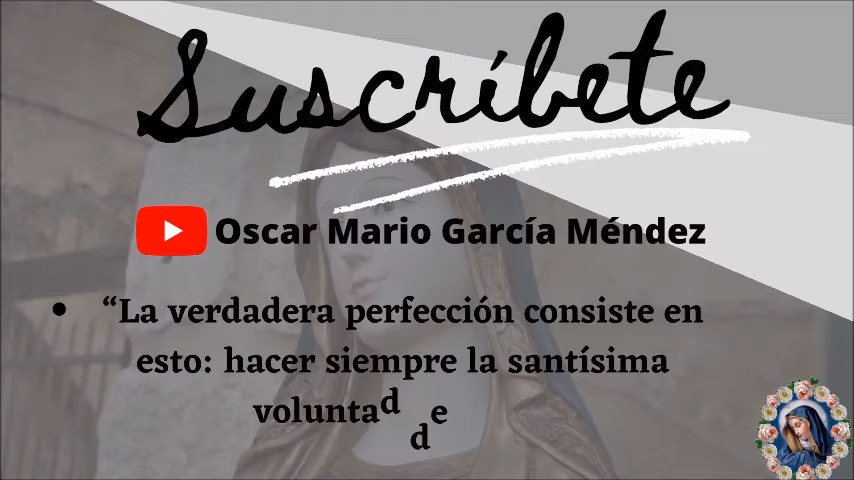 Suscríbete
Oscar Mario García Méndez
• “La verdadera perfección consiste en
esto: hacer siempre la santísima
voluntad de